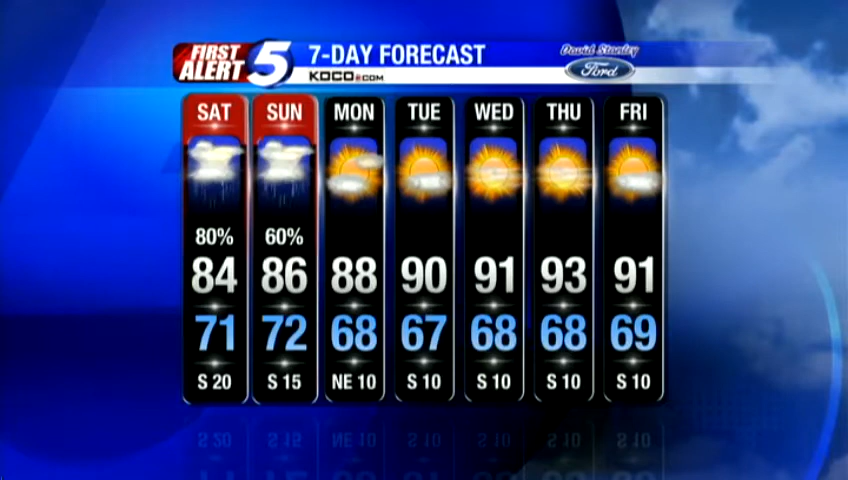 FIRST
ALERT 5
7-DAY FORECAST
KOCO.COM
David Stanley
Ford
SAT SUN MON TUE WED THU FRI
80% 60%
84 86 88 90 91 93 91
71 72 68 67 68 68 69
S 20 S 15 NE 10 S 10 S 10 S 10 S 10